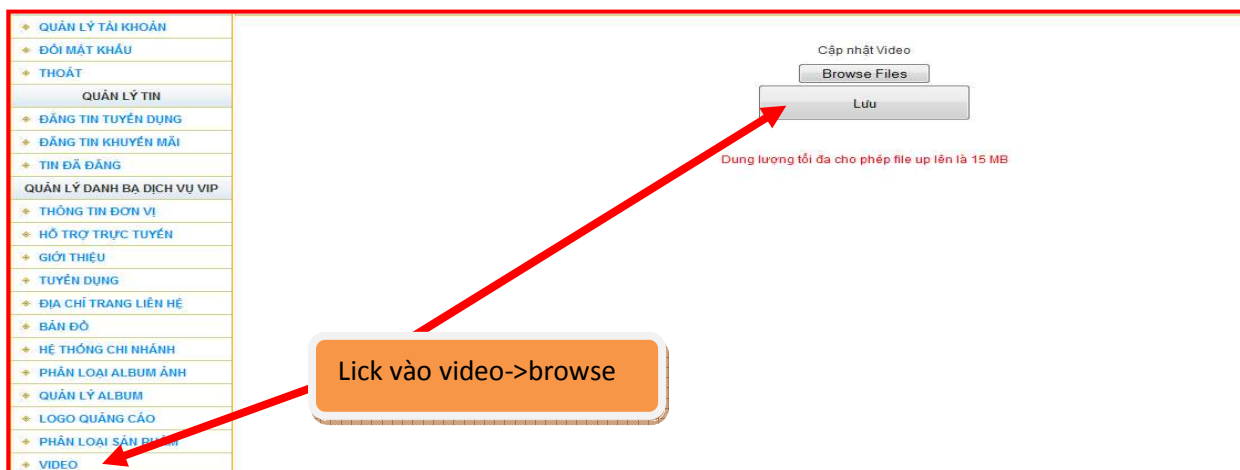 QUẢN LÝ TÀI KHOẢN
ĐỔI MẬT KHẨU
THOÁT
QUẢN LÝ TIN
ĐĂNG TIN TUYỂN DỤNG
ĐĂNG TIN KHUYẾN MÃI
TIN ĐÃ ĐĂNG
QUẢN LÝ DANH BẠ DỊCH VỤ VIP
THÔNG TIN ĐƠN VỊ
HỖ TRỢ TRỰC TUYẾN
GIỚI THIỆU
TUYỂN DỤNG
ĐỊA CHỈ TRANG LIÊN HỆ
BẢN ĐỒ
HỆ THỐNG CHI NHÁNH
PHÂN LOẠI ALBUM ẢNH
QUẢN LÝ ALBUM
LOGO QUẢNG CÁO
PHÂN LOẠI SẢN PHẨM
VIDEO
Cập nhật Video
Browse Files
Lưu
Dung lượng tối đa cho phép file up lên là 15 MB
Lick vào video->browse